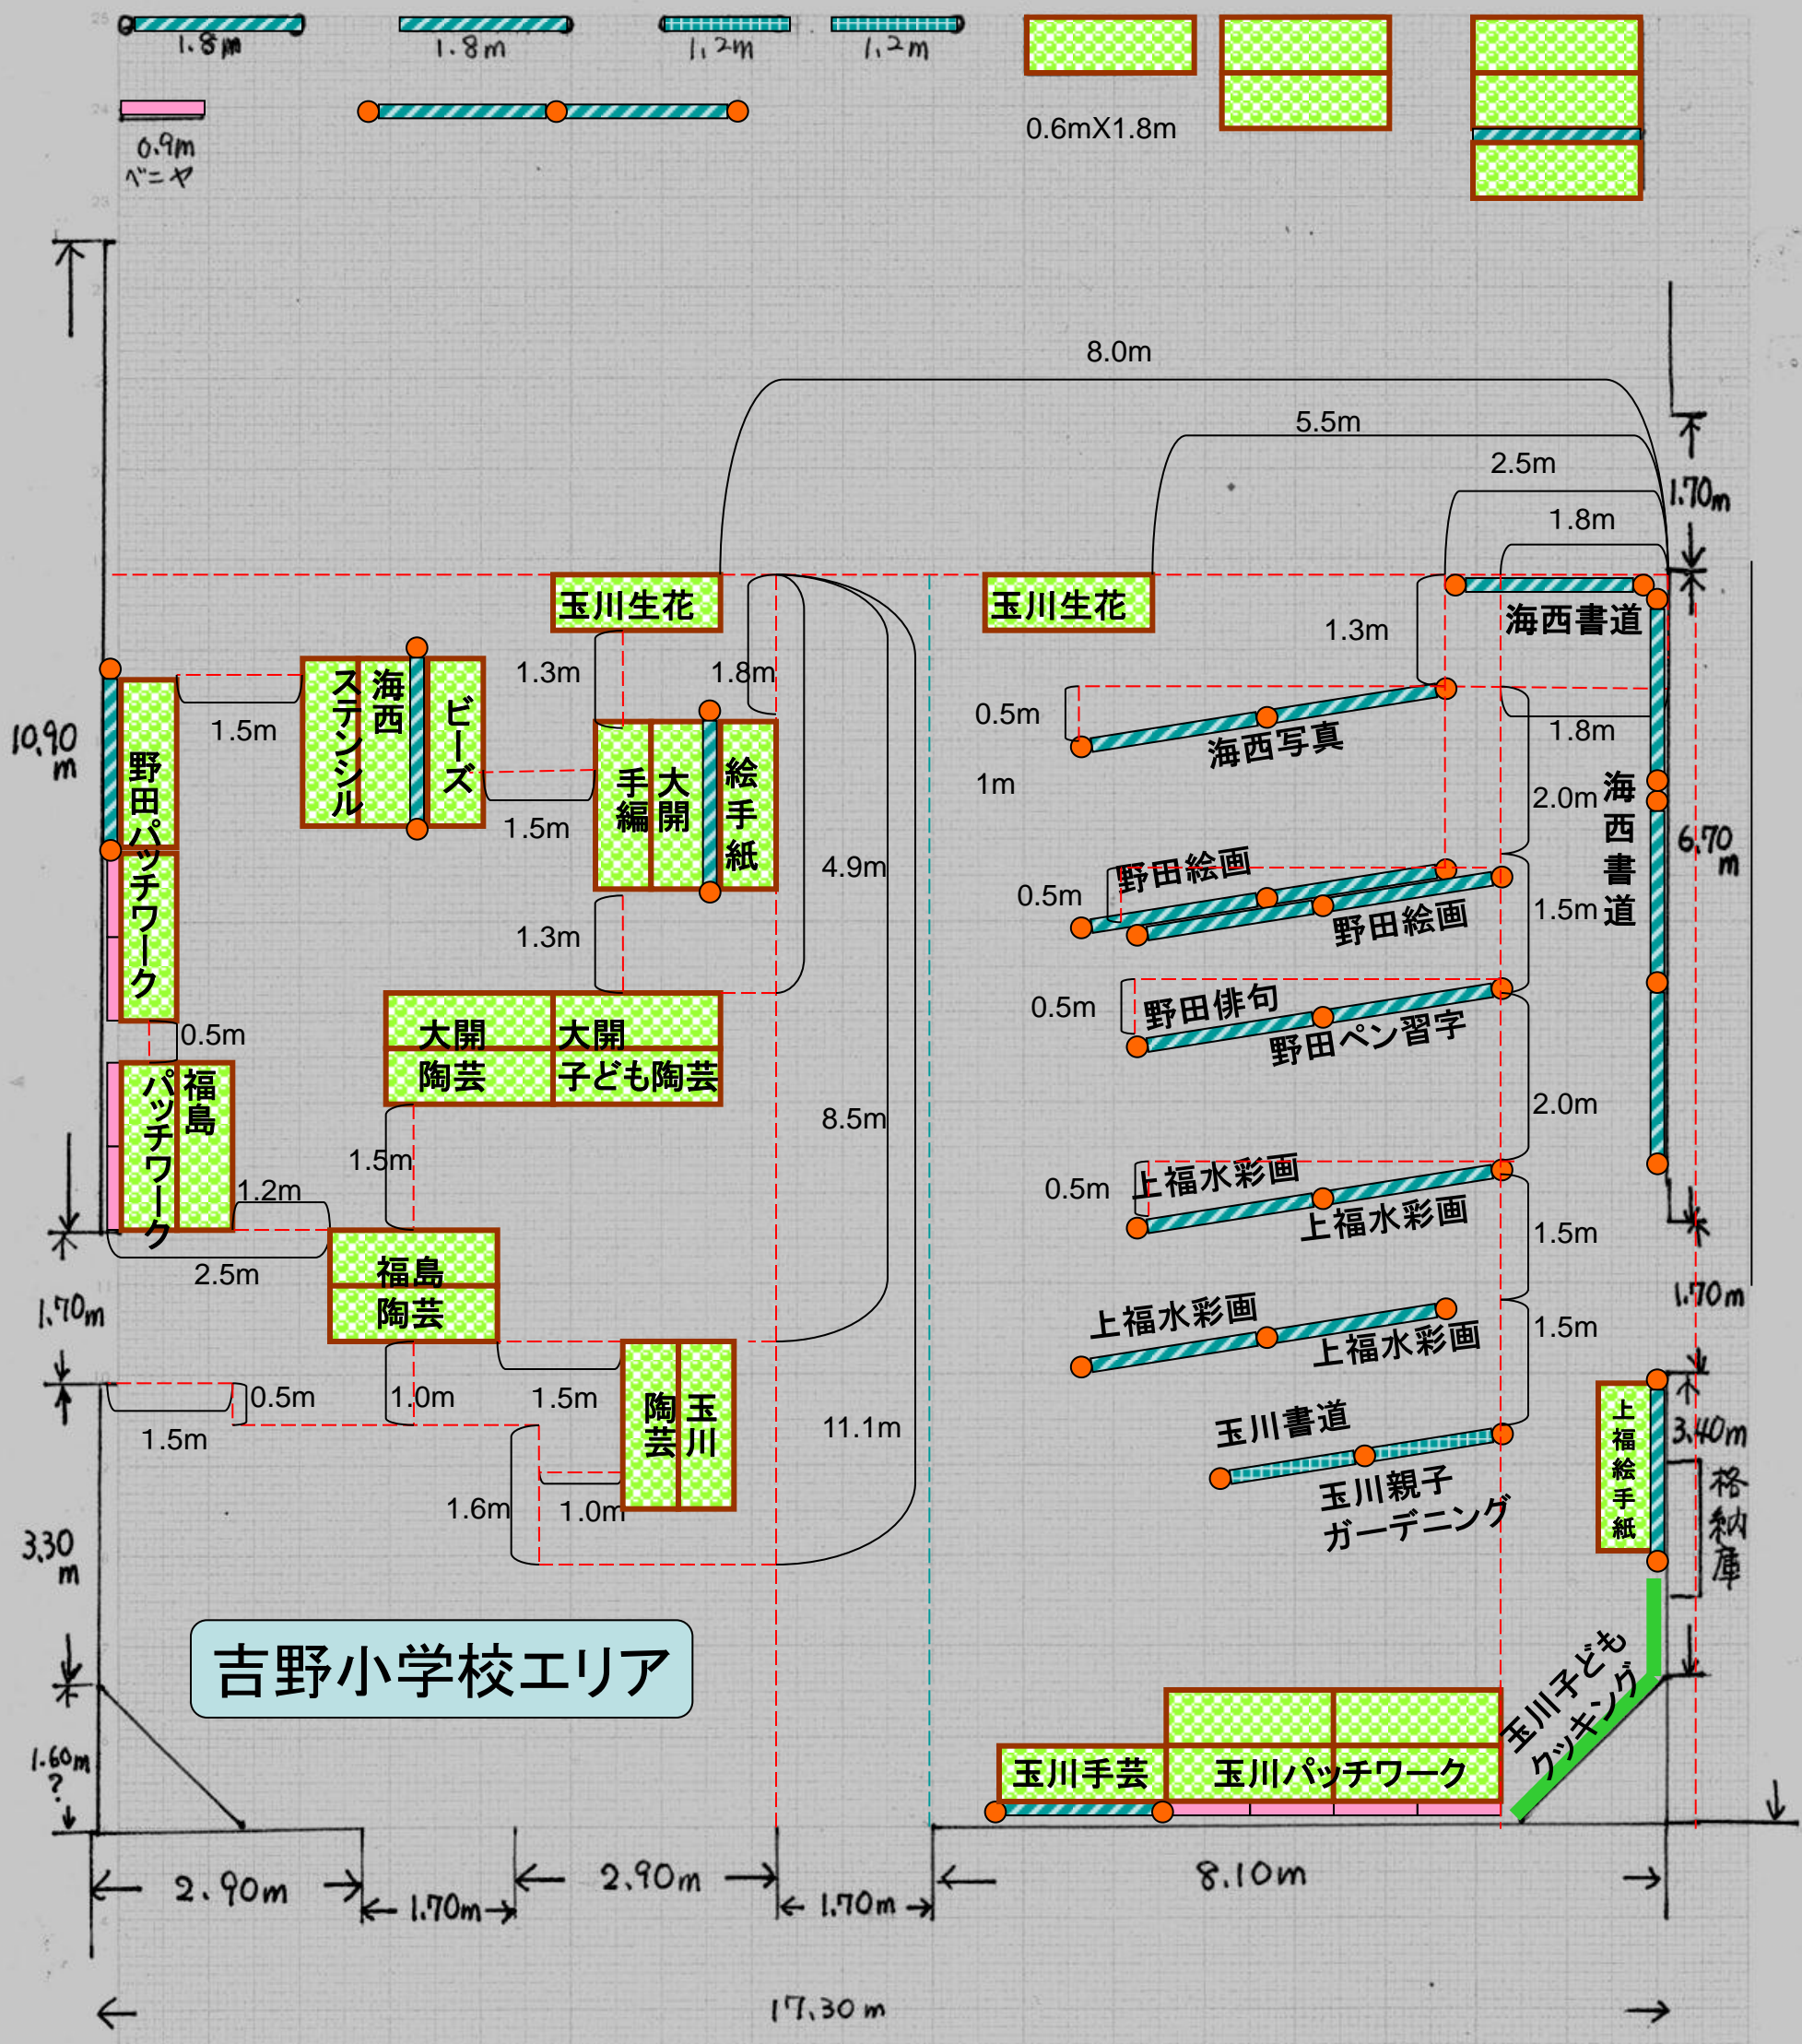 1.8m
1.8m
1.2m
1.2m
0.9m
ベニヤ
0.6mX1.8m
8.0m
5.5m
2.5m
1.8m
1.70m
玉川生花
玉川生花
海西書道
1.3m
1.8m
1.3m
0.5m
海西写真
1.8m
1m
2.0m
海西書道
6.70m
10.90m
野田パッチワーク
1.5m
海西
ステンシル
ビーズ
1.5m
大開
手編
絵手紙
4.9m
1.3m
野田絵画
0.5m
野田絵画
1.5m
0.5m
野田俳句
野田ペン習字
0.5m
大開
陶芸
大開
子ども陶芸
2.0m
8.5m
福島
パッチワーク
1.5m
1.2m
2.5m
0.5m
上福水彩画
上福水彩画
1.5m
福島
陶芸
1.70m
1.70m
上福水彩画
上福水彩画
1.5m
0.5m
1.0m
1.5m
1.5m
玉川
陶芸
11.1m
1.6m
1.0m
玉川書道
玉川親子
ガーデニング
上福絵手紙
3.40m
格納庫
3.30m
吉野小学校エリア
1.60m
?
玉川子ども
クッキング
玉川手芸
玉川パッチワーク
2.90m
1.70m
2.90m
1.70m
8.10m
17.30m